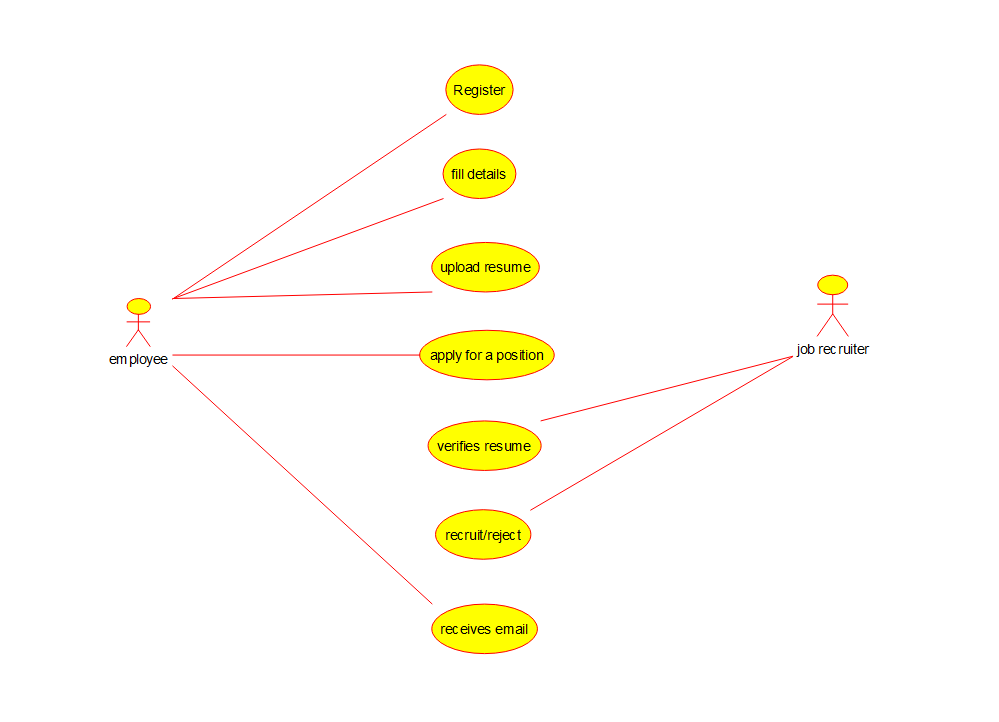 Register
fill details
upload resume
employee
apply for a position
job recruiter
verifies resume
recruit/reject
receives email